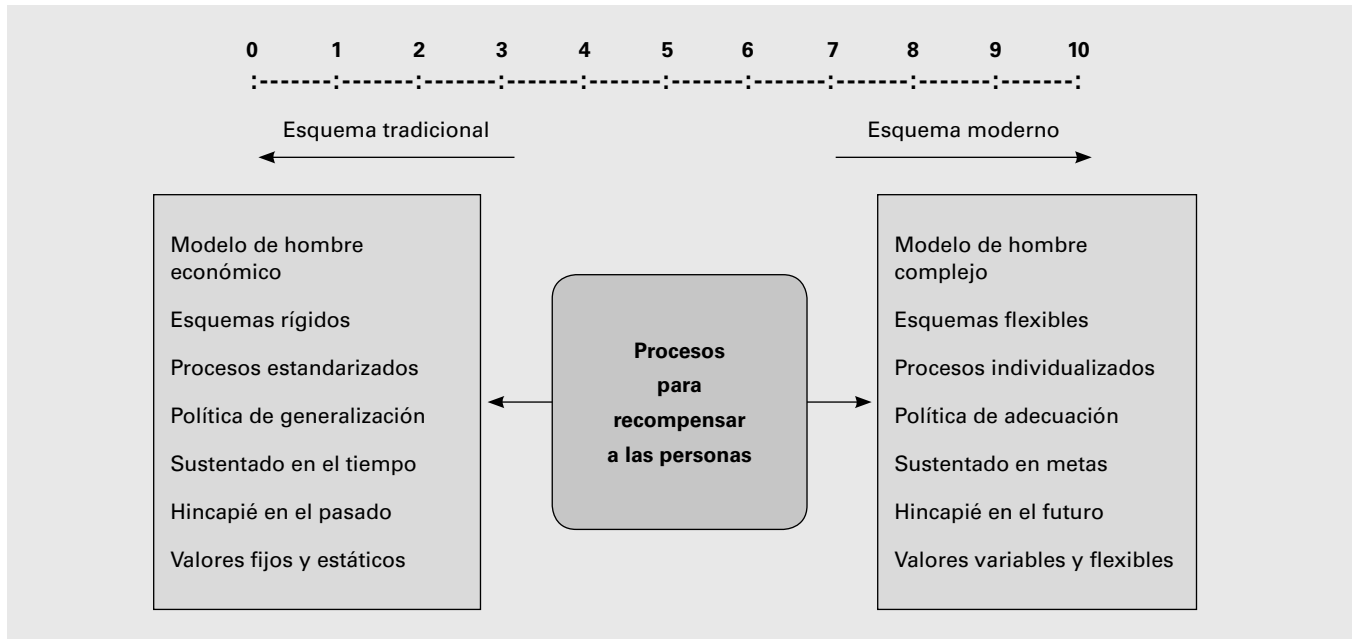 0 1 2 3 4 5 6 7 8 9 10
Esquema tradicional
Esquema moderno
Modelo de hombre
económico
Esquemas rígidos
Procesos estandarizados
Política de generalización
Sustentado en el tiempo
Hincapié en el pasado
Valores fijos y estáticos
Procesos
para
recompensar
a las personas
Modelo de hombre
complejo
Esquemas flexibles
Procesos individualizados
Política de adecuación
Sustentado en metas
Hincapié en el futuro
Valores variables y flexibles